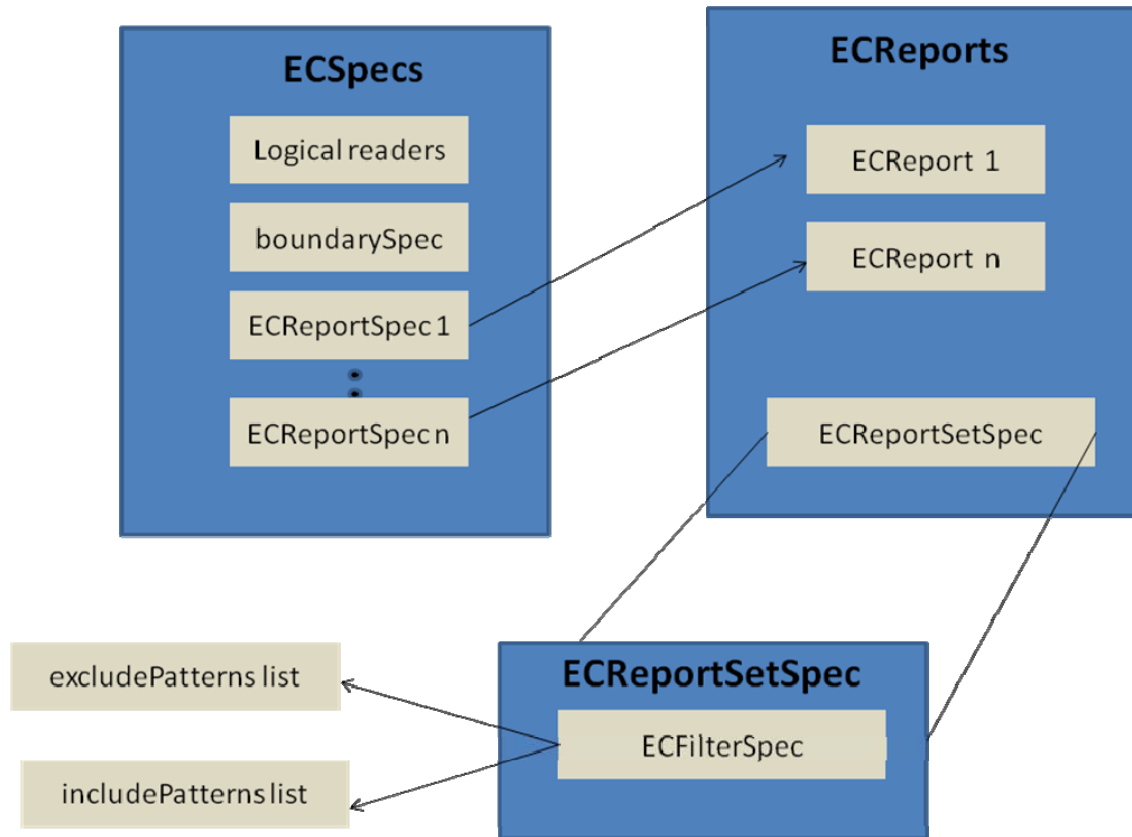 ECSpecs
Logical readers
boundarySpec
ECReportSpec 1
ECReportSpec n
ECReports
ECReport 1
ECReport n
ECReportSetSpec
ECReportSetSpec
ECFilterSpec
excludePatterns list
includePatterns list